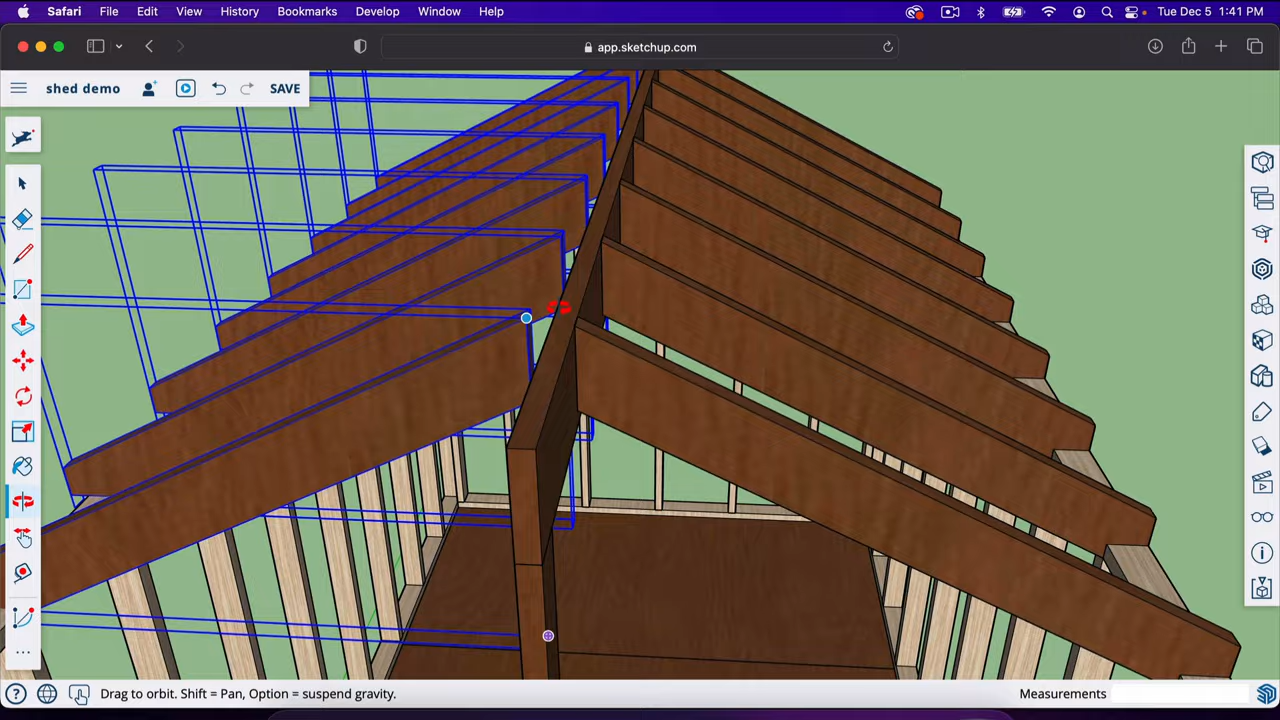 Safari File Edit View History Bookmarks Develop Window Help Tue Dec 5 1:41 PM
app.sketchup.com
shed demo SAVE
Drag to orbit. Shift = Pan, Option = suspend gravity. Measurements